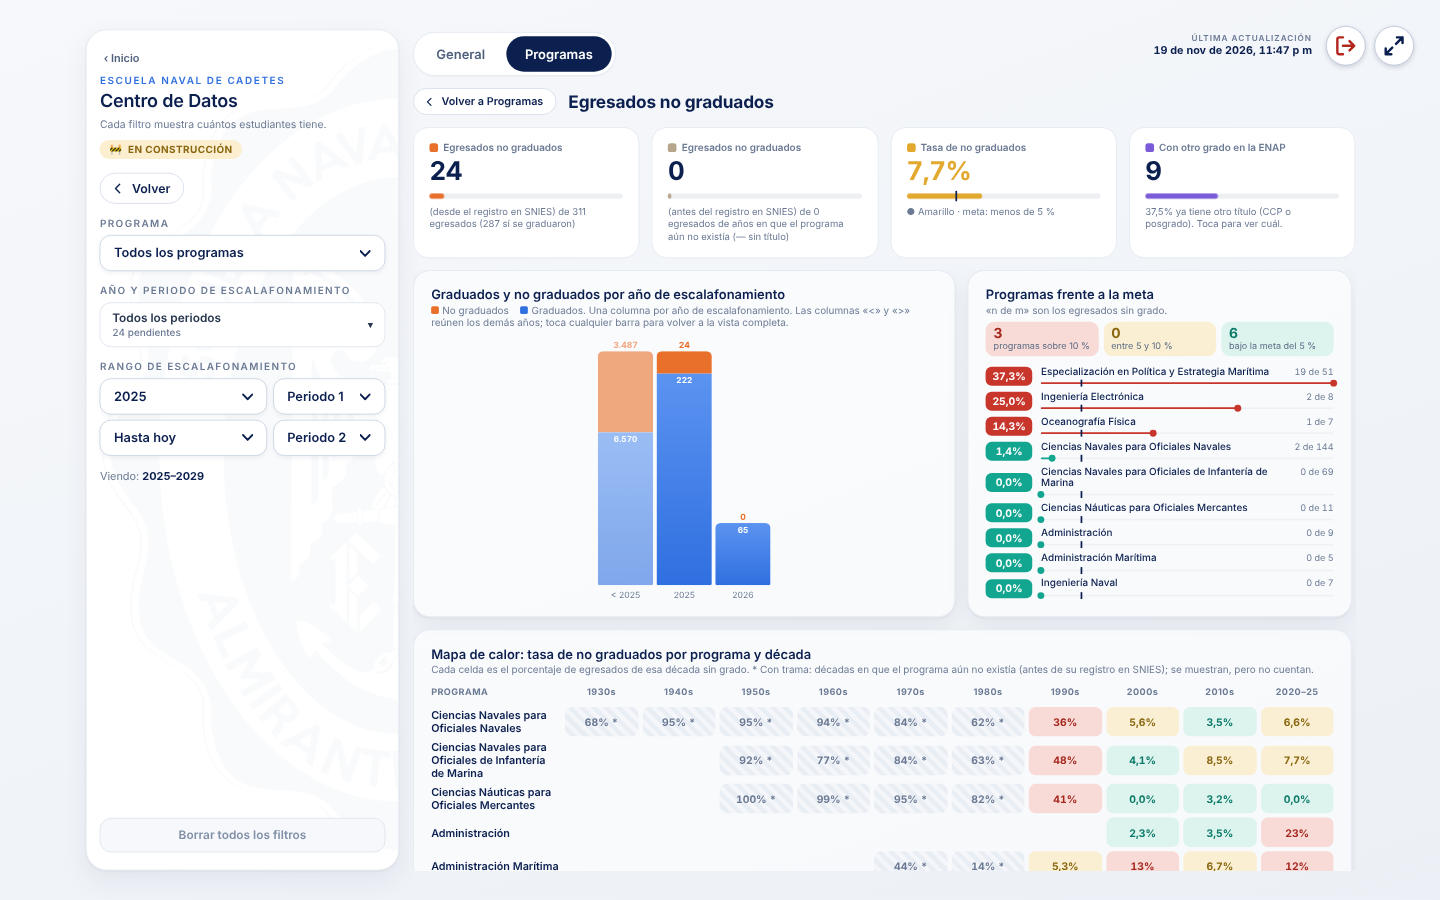 ‹ Inicio
ESCUELA NAVAL DE CADETES
Centro de Datos
Cada filtro muestra cuántos estudiantes tiene.
🚧 EN CONSTRUCCIÓN
Volver
PROGRAMA
Todos los programas
AÑO Y PERIODO DE ESCALAFONAMIENTO
Todos los periodos
24 pendientes
RANGO DE ESCALAFONAMIENTO
2025
Periodo 1
Hasta hoy
Periodo 2
Viendo: 2025–2029
Borrar todos los filtros
General
Programas
ÚLTIMA ACTUALIZACIÓN
19 de nov de 2026, 11:47 p m
Volver a Programas
Egresados no graduados
Egresados no graduados
24
(desde el registro en SNIES) de 311
egresados (287 sí se graduaron)
Egresados no graduados
0
(antes del registro en SNIES) de 0
egresados de años en que el programa
aún no existía (— sin título)
Tasa de no graduados
7,7%
Amarillo · meta: menos de 5 %
Con otro grado en la ENAP
9
37,5% ya tiene otro título (CCP o
posgrado). Toca para ver cuál.
Graduados y no graduados por año de escalafonamiento
No graduados Graduados. Una columna por año de escalafonamiento. Las columnas «<» y «>»
reúnen los demás años; toca cualquier barra para volver a la vista completa.
3.487
6.570
24
222
0
65
< 2025
2025
2026
Programas frente a la meta
«n de m» son los egresados sin grado.
3
programas sobre 10 %
0
entre 5 y 10 %
6
bajo la meta del 5 %
37,3% Especialización en Política y Estrategia Marítima 19 de 51
25,0% Ingeniería Electrónica 2 de 8
14,3% Oceanografía Física 1 de 7
1,4% Ciencias Navales para Oficiales Navales 2 de 144
0,0% Ciencias Navales para Oficiales de Infantería de 0 de 69
Marina
0,0% Ciencias Náuticas para Oficiales Mercantes 0 de 11
0,0% Administración 0 de 9
0,0% Administración Marítima 0 de 5
0,0% Ingeniería Naval 0 de 7
Mapa de calor: tasa de no graduados por programa y década
Cada celda es el porcentaje de egresados de esa década sin grado. * Con trama: décadas en que el programa aún no existía (antes de su registro en SNIES); se muestran, pero no cuentan.
PROGRAMA 1930s 1940s 1950s 1960s 1970s 1980s 1990s 2000s 2010s 2020–25
Ciencias Navales para
Oficiales Navales
68% * 95% * 95% * 94% * 84% * 62% * 36% 5,6% 3,5% 6,6%
Ciencias Navales para
Oficiales de Infantería
de Marina
92% * 77% * 84% * 63% * 48% 4,1% 8,5% 7,7%
Ciencias Náuticas para
Oficiales Mercantes
100% * 99% * 95% * 82% * 41% 0,0% 3,2% 0,0%
Administración 2,3% 3,5% 23%
Administración Marítima 44% * 14% * 5,3% 13% 6,7% 12%